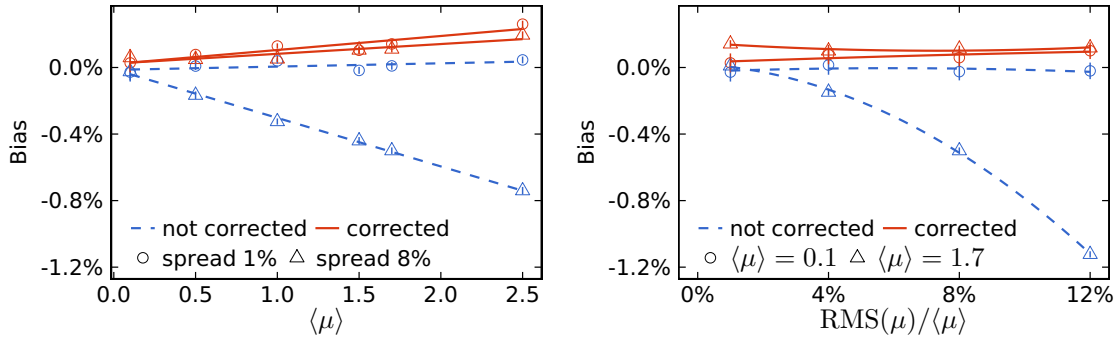 Bias
0.0%
-0.4%
-0.8%
-1.2%
not corrected
corrected
spread 1%
spread 8%
0.0 0.5 1.0 1.5 2.0 2.5
⟨μ⟩
Bias
0.0%
-0.4%
-0.8%
-1.2%
not corrected
corrected
⟨μ⟩ = 0.1
⟨μ⟩ = 1.7
0% 4% 8% 12%
RMS(μ)/⟨μ⟩